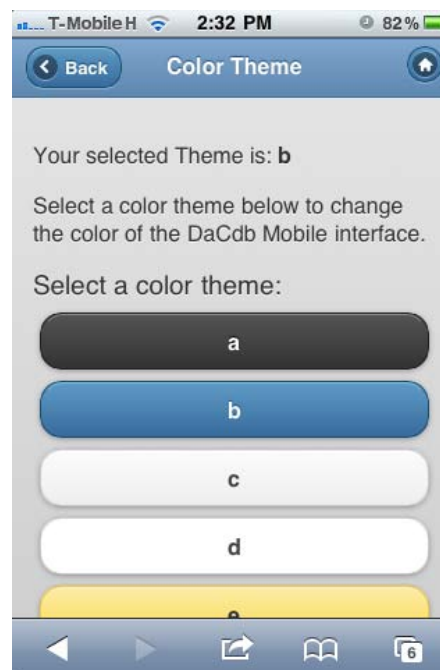 T-Mobile H 2:32 PM 82%
Back Color Theme
Your selected Theme is: b
Select a color theme below to change
the color of the DaCdb Mobile interface.
Select a color theme:
a
b
c
d
e
6